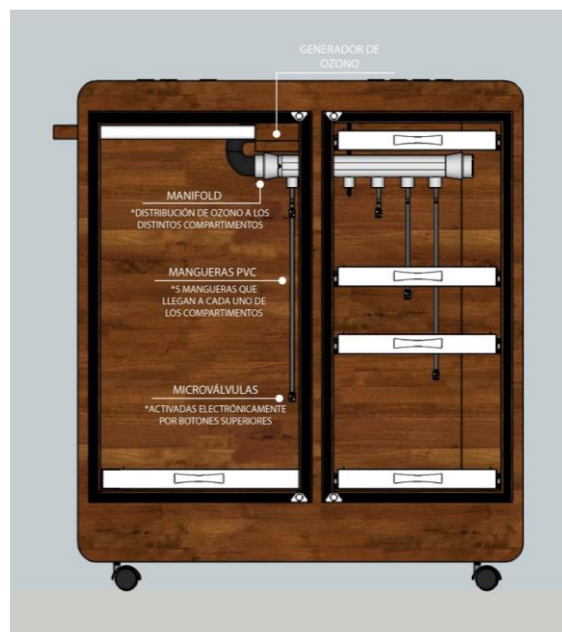 GENERADOR DE
OZONO
MANIFOLD
*DISTRIBUCIÓN DE OZONO A LOS
DISTINTOS COMPARTIMENTOS
MANGUERAS PVC
*5 MANGUERAS QUE
LLEGAN A CADA UNO DE
LOS COMPARTIMENTOS
MICROVÁLVULAS
*ACTIVADAS ELECTRÓNICAMENTE
POR BOTONES SUPERIORES